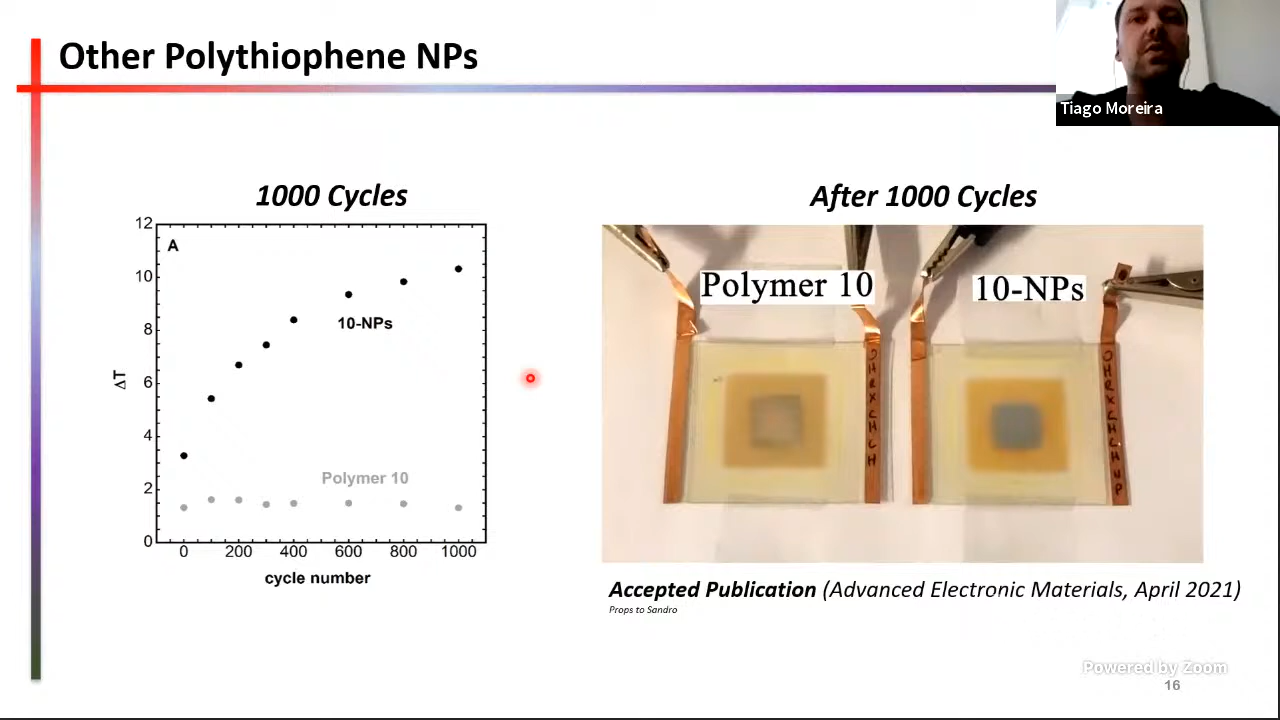 Other Polythiophene NPs
Tiago Moreira
1000 Cycles
12
10
8
6
4
2
0
ΔT
A
10-NPs
Polymer 10
0 200 400 600 800 1000
cycle number
After 1000 Cycles
Polymer 10
10-NPs
Accepted Publication (Advanced Electronic Materials, April 2021)
Props to Sandro
Powered by Zoom
16